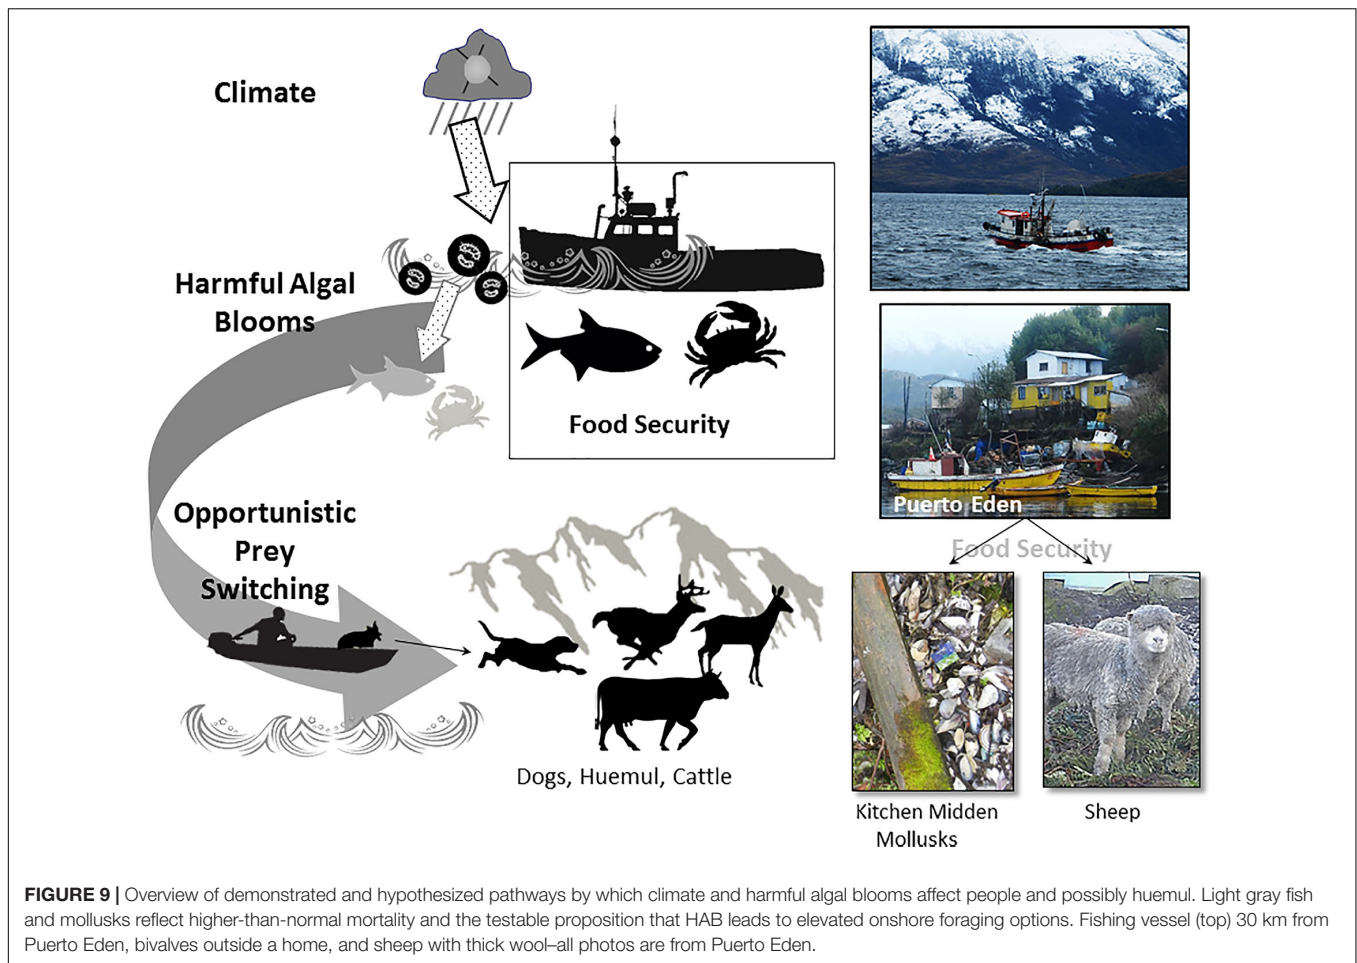 Climate
Harmful Algal
Blooms
Food Security
Opportunistic
Prey
Switching
Dogs, Huemul, Cattle
Puerto Eden
Food Security
Kitchen Midden
Mollusks
Sheep
FIGURE 9 | Overview of demonstrated and hypothesized pathways by which climate and harmful algal blooms affect people and possibly huemul. Light gray fish
and mollusks reflect higher-than-normal mortality and the testable proposition that HAB leads to elevated onshore foraging options. Fishing vessel (top) 30 km from
Puerto Eden, bivalves outside a home, and sheep with thick wool–all photos are from Puerto Eden.